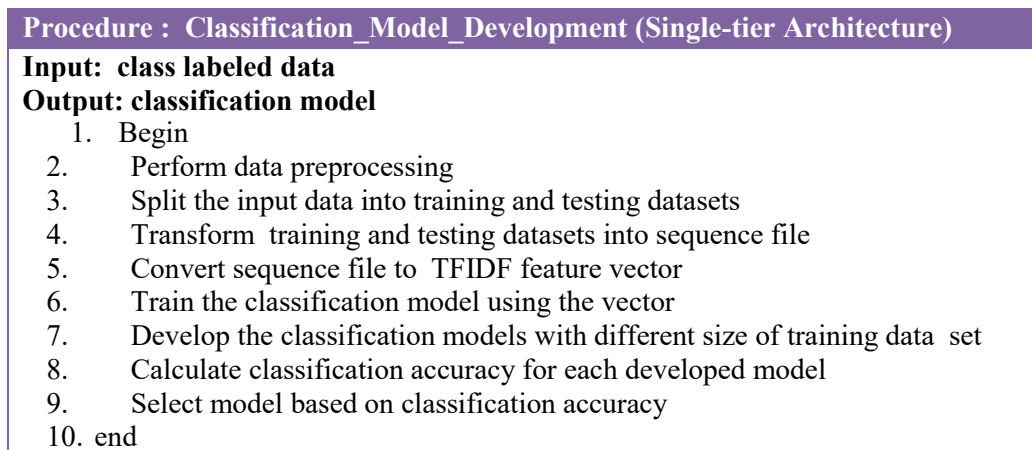 Procedure : Classification_Model_Development (Single-tier Architecture)
Input: class labeled data
Output: classification model
1. Begin
2. Perform data preprocessing
3. Split the input data into training and testing datasets
4. Transform training and testing datasets into sequence file
5. Convert sequence file to TFIDF feature vector
6. Train the classification model using the vector
7. Develop the classification models with different size of training data set
8. Calculate classification accuracy for each developed model
9. Select model based on classification accuracy
10. end